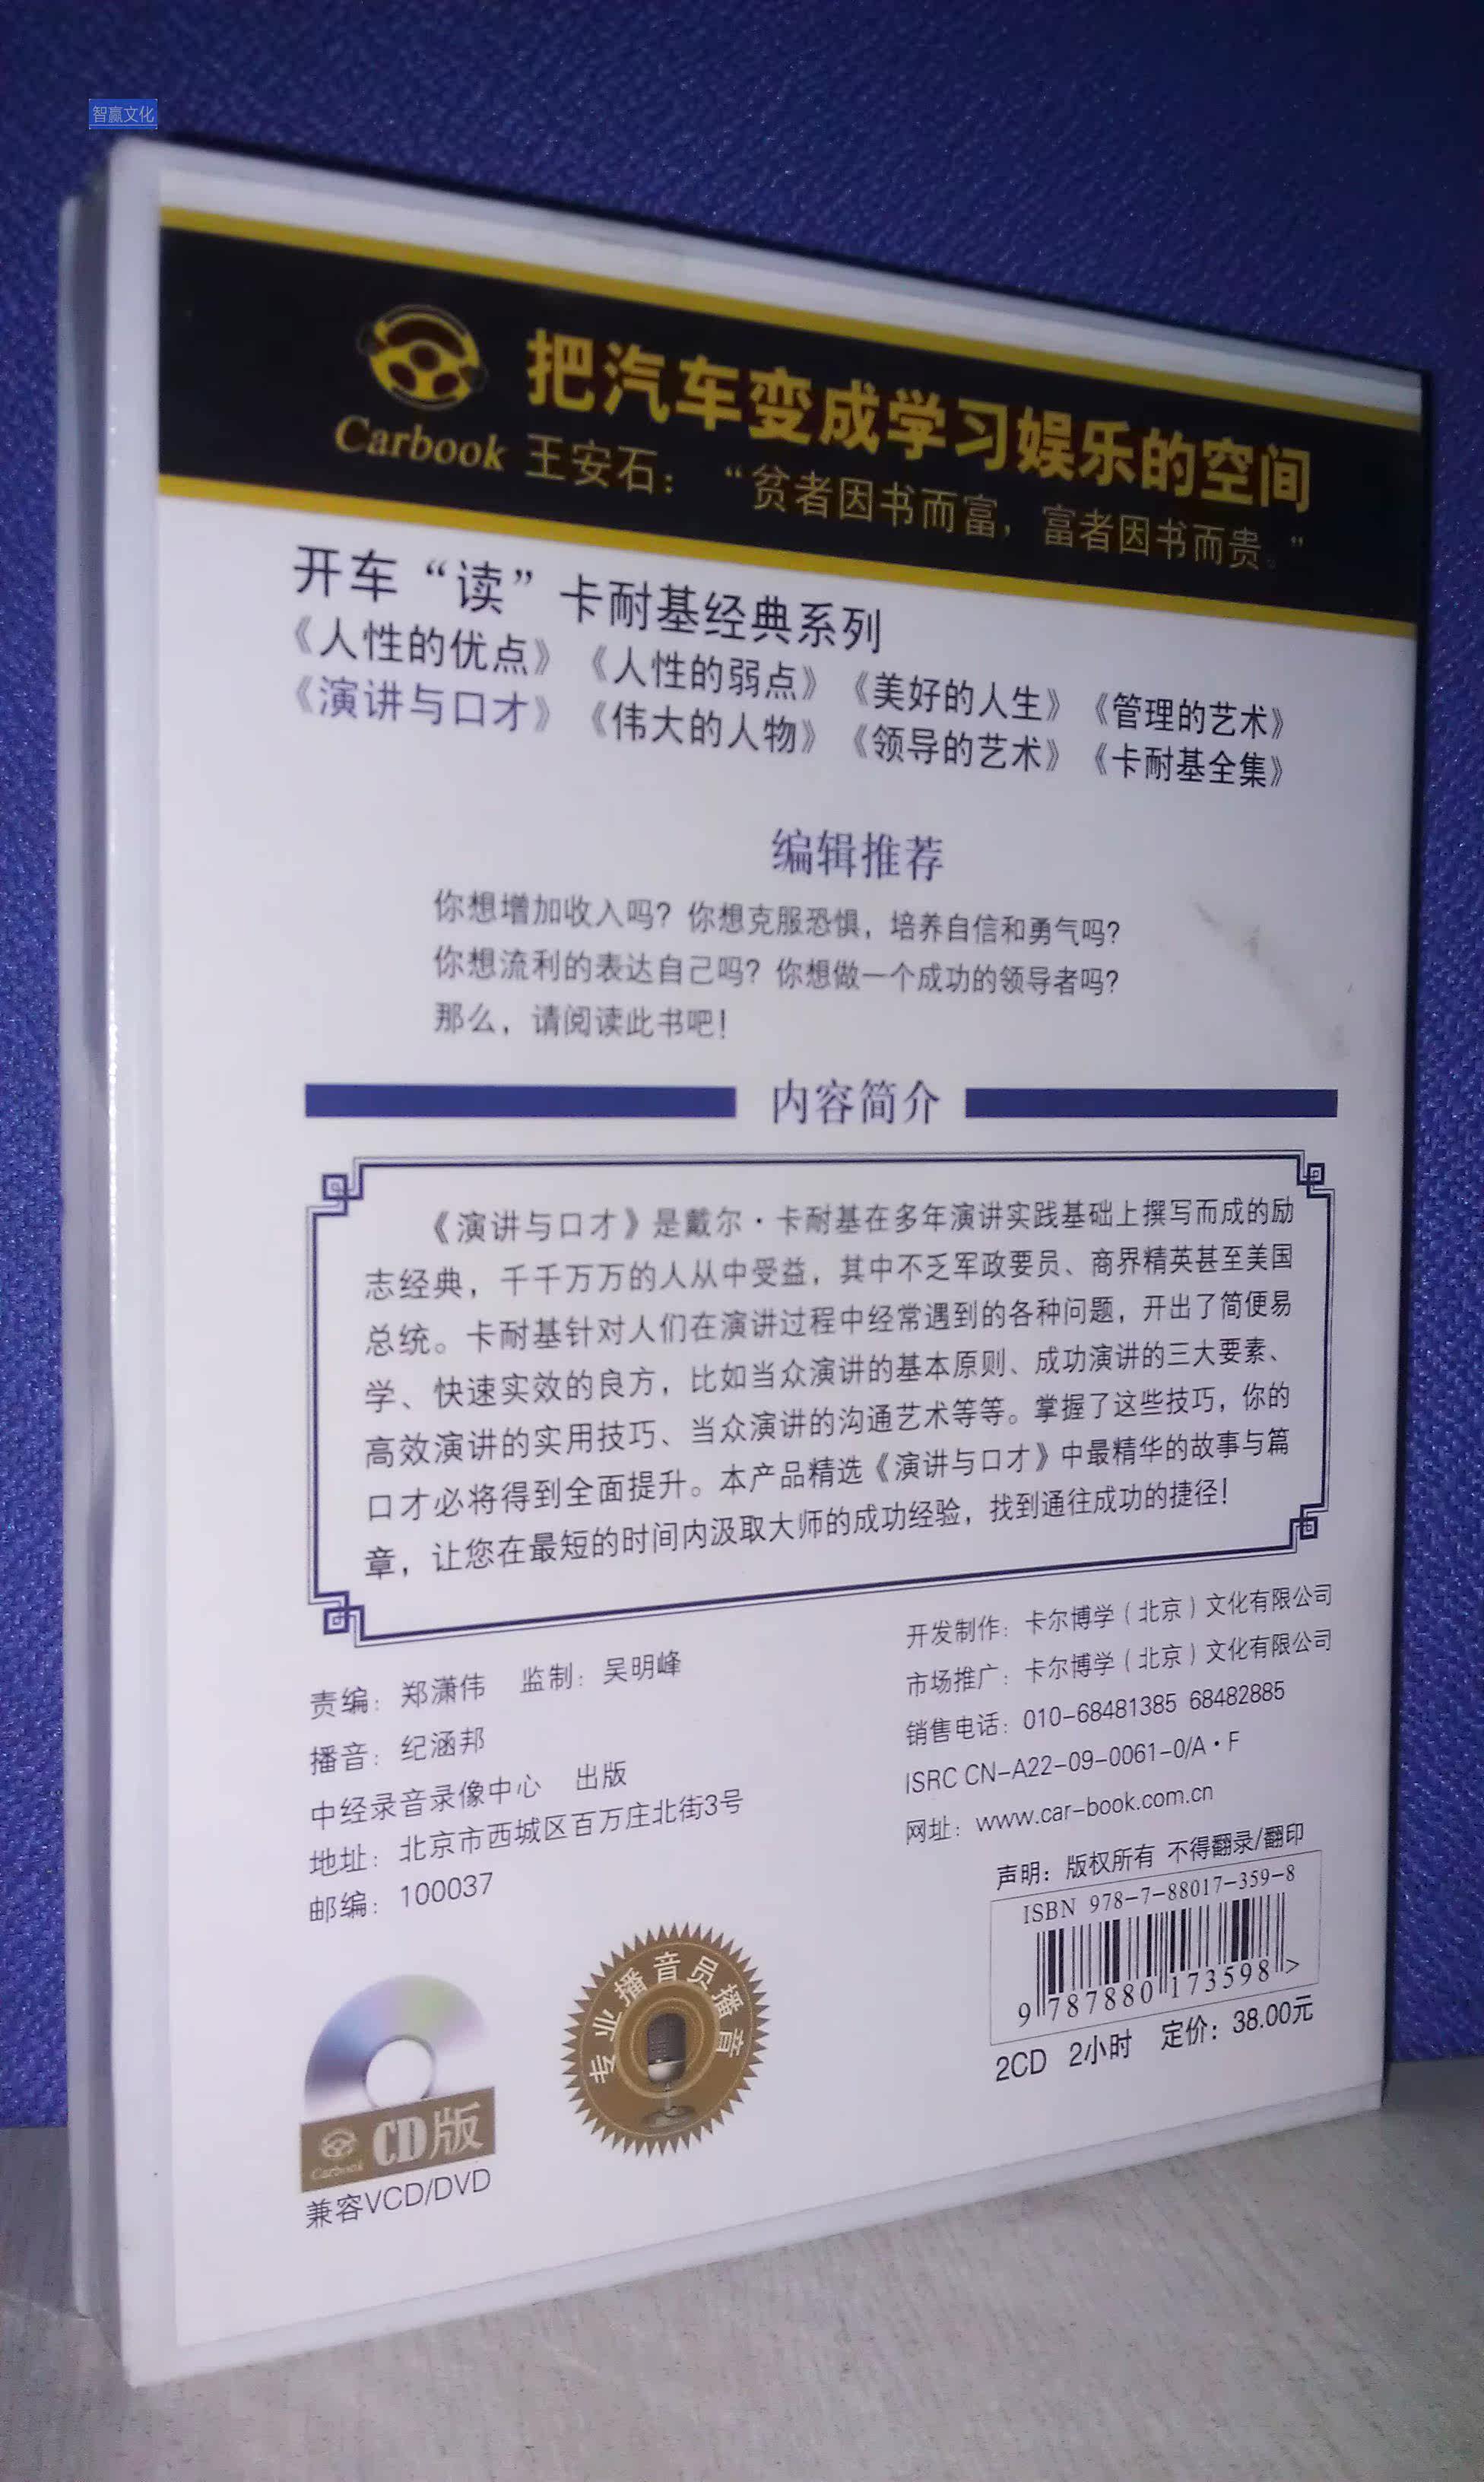 智赢文化
把汽车变成学习娱乐的空间
Carbook 王安石：“贫者因书而富，富者因书而贵。”
开车“读”卡耐基经典系列
《人性的优点》《人性的弱点》《美好的人生》《管理的艺术》
《演讲与口才》《伟大的人物》《领导的艺术》《卡耐基全集》
编辑推荐
你想增加收入吗？你想克服恐惧，培养自信和勇气吗？
你想流利的表达自己吗？你想做一个成功的领导者吗？
那么，请阅读此书吧！
内容简介
《演讲与口才》是戴尔·卡耐基在多年演讲实践基础上撰写而成的励
志经典，千千万万的人从中受益，其中不乏军政要员、商界精英甚至美国
总统。卡耐基针对人们在演讲过程中经常遇到的各种问题，开出了简便易
学、快速实效的良方，比如当众演讲的基本原则、成功演讲的三大要素、
高效演讲的实用技巧、当众演讲的沟通艺术等等。掌握了这些技巧，你的
口才必将得到全面提升。本产品精选《演讲与口才》中最精华的故事与篇
章，让您在最短的时间内汲取大师的成功经验，找到通往成功的捷径！
责编：郑潇伟 监制：吴明峰
播音：纪涵邦
中经录音录像中心 出版
地址：北京市西城区百万庄北街3号
邮编：100037
开发制作：卡尔博学（北京）文化有限公司
市场推广：卡尔博学（北京）文化有限公司
销售电话：010-68481385 68482885
ISRC CN-A22-09-0061-0/A·F
网址：www.car-book.com.cn
声明：版权所有 不得翻录/翻印
ISBN 978-7-88017-359-8
9 787880 173598 >
2CD 2小时 定价：38.00元
专业播音员播音
Carbook CD版
兼容VCD/DVD